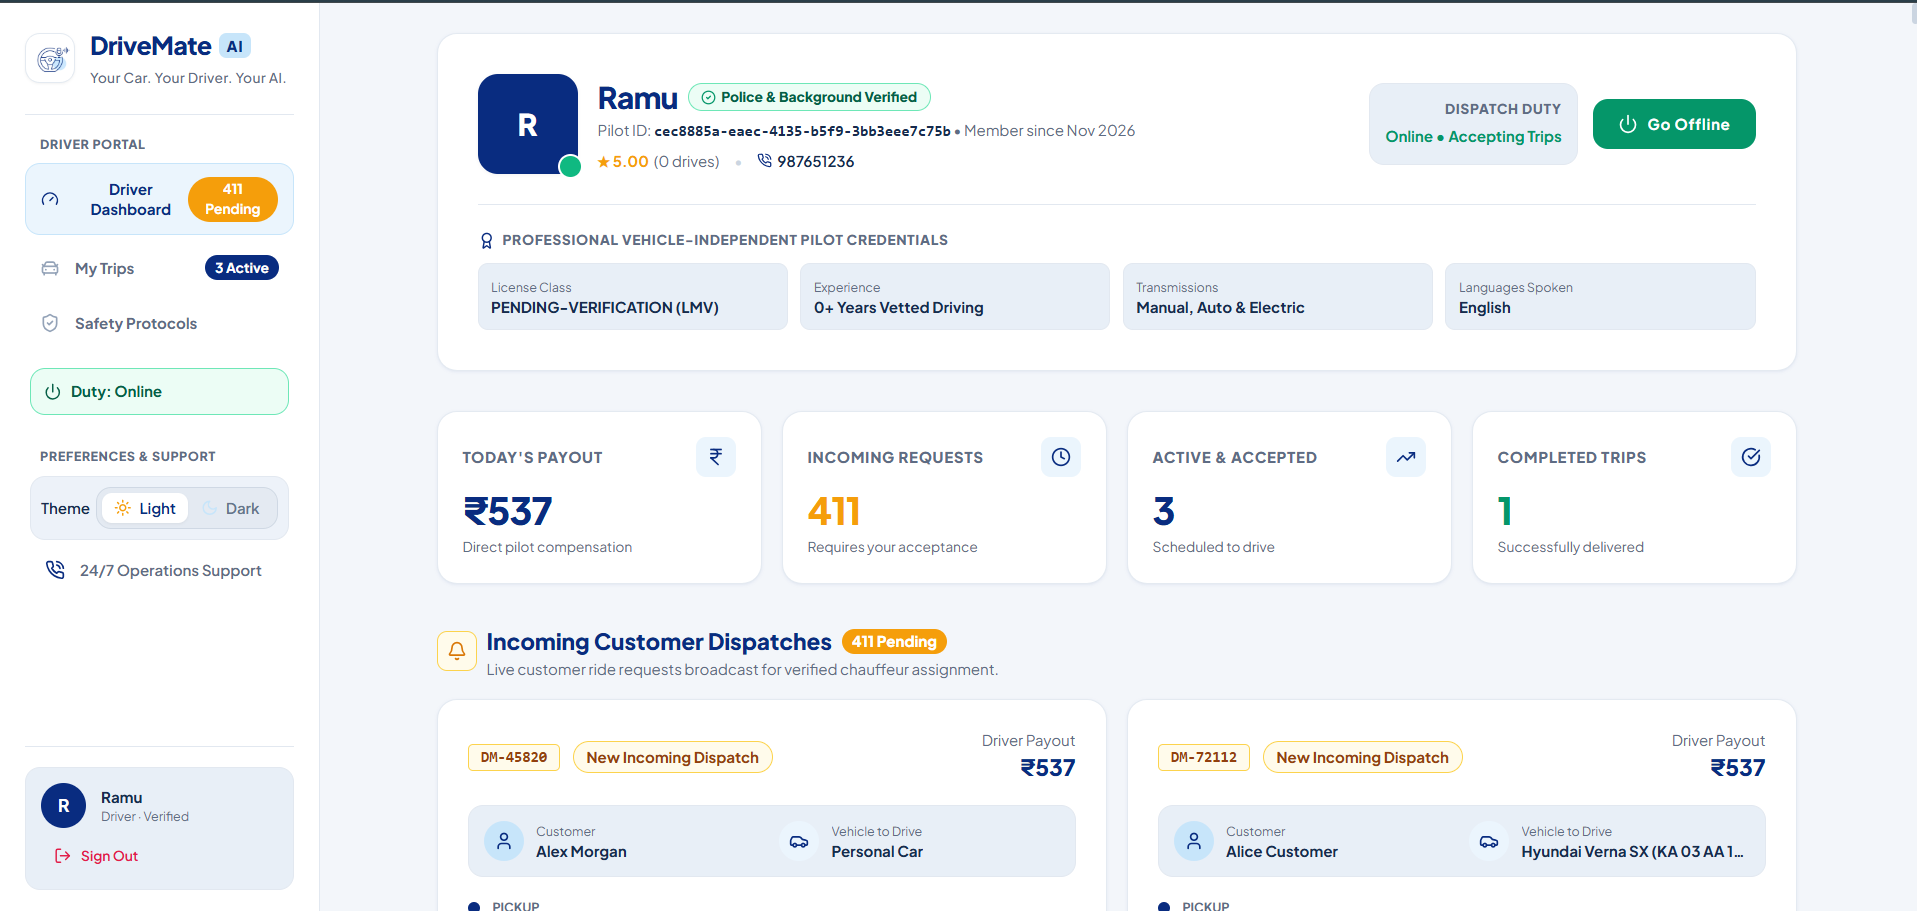 DriveMate AI
Your Car. Your Driver. Your AI.
DRIVER PORTAL
Driver Dashboard
411 Pending
My Trips
3 Active
Safety Protocols
Duty: Online
PREFERENCES & SUPPORT
Theme
Light
Dark
24/7 Operations Support
R
Ramu
Driver · Verified
Sign Out
R
Ramu
Police & Background Verified
Pilot ID: cec8885a-eaec-4135-b5f9-3bb3eee7c75b • Member since Nov 2026
★ 5.00 (0 drives) • 987651236
DISPATCH DUTY
Online ● Accepting Trips
Go Offline
PROFESSIONAL VEHICLE-INDEPENDENT PILOT CREDENTIALS
License Class
PENDING-VERIFICATION (LMV)
Experience
0+ Years Vetted Driving
Transmissions
Manual, Auto & Electric
Languages Spoken
English
TODAY'S PAYOUT
₹
₹537
Direct pilot compensation
INCOMING REQUESTS
411
Requires your acceptance
ACTIVE & ACCEPTED
3
Scheduled to drive
COMPLETED TRIPS
1
Successfully delivered
Incoming Customer Dispatches
411 Pending
Live customer ride requests broadcast for verified chauffeur assignment.
DM-45820
New Incoming Dispatch
Driver Payout
₹537
Customer
Alex Morgan
Vehicle to Drive
Personal Car
PICKUP
DM-72112
New Incoming Dispatch
Driver Payout
₹537
Customer
Alice Customer
Vehicle to Drive
Hyundai Verna SX (KA 03 AA 1...
PICKUP